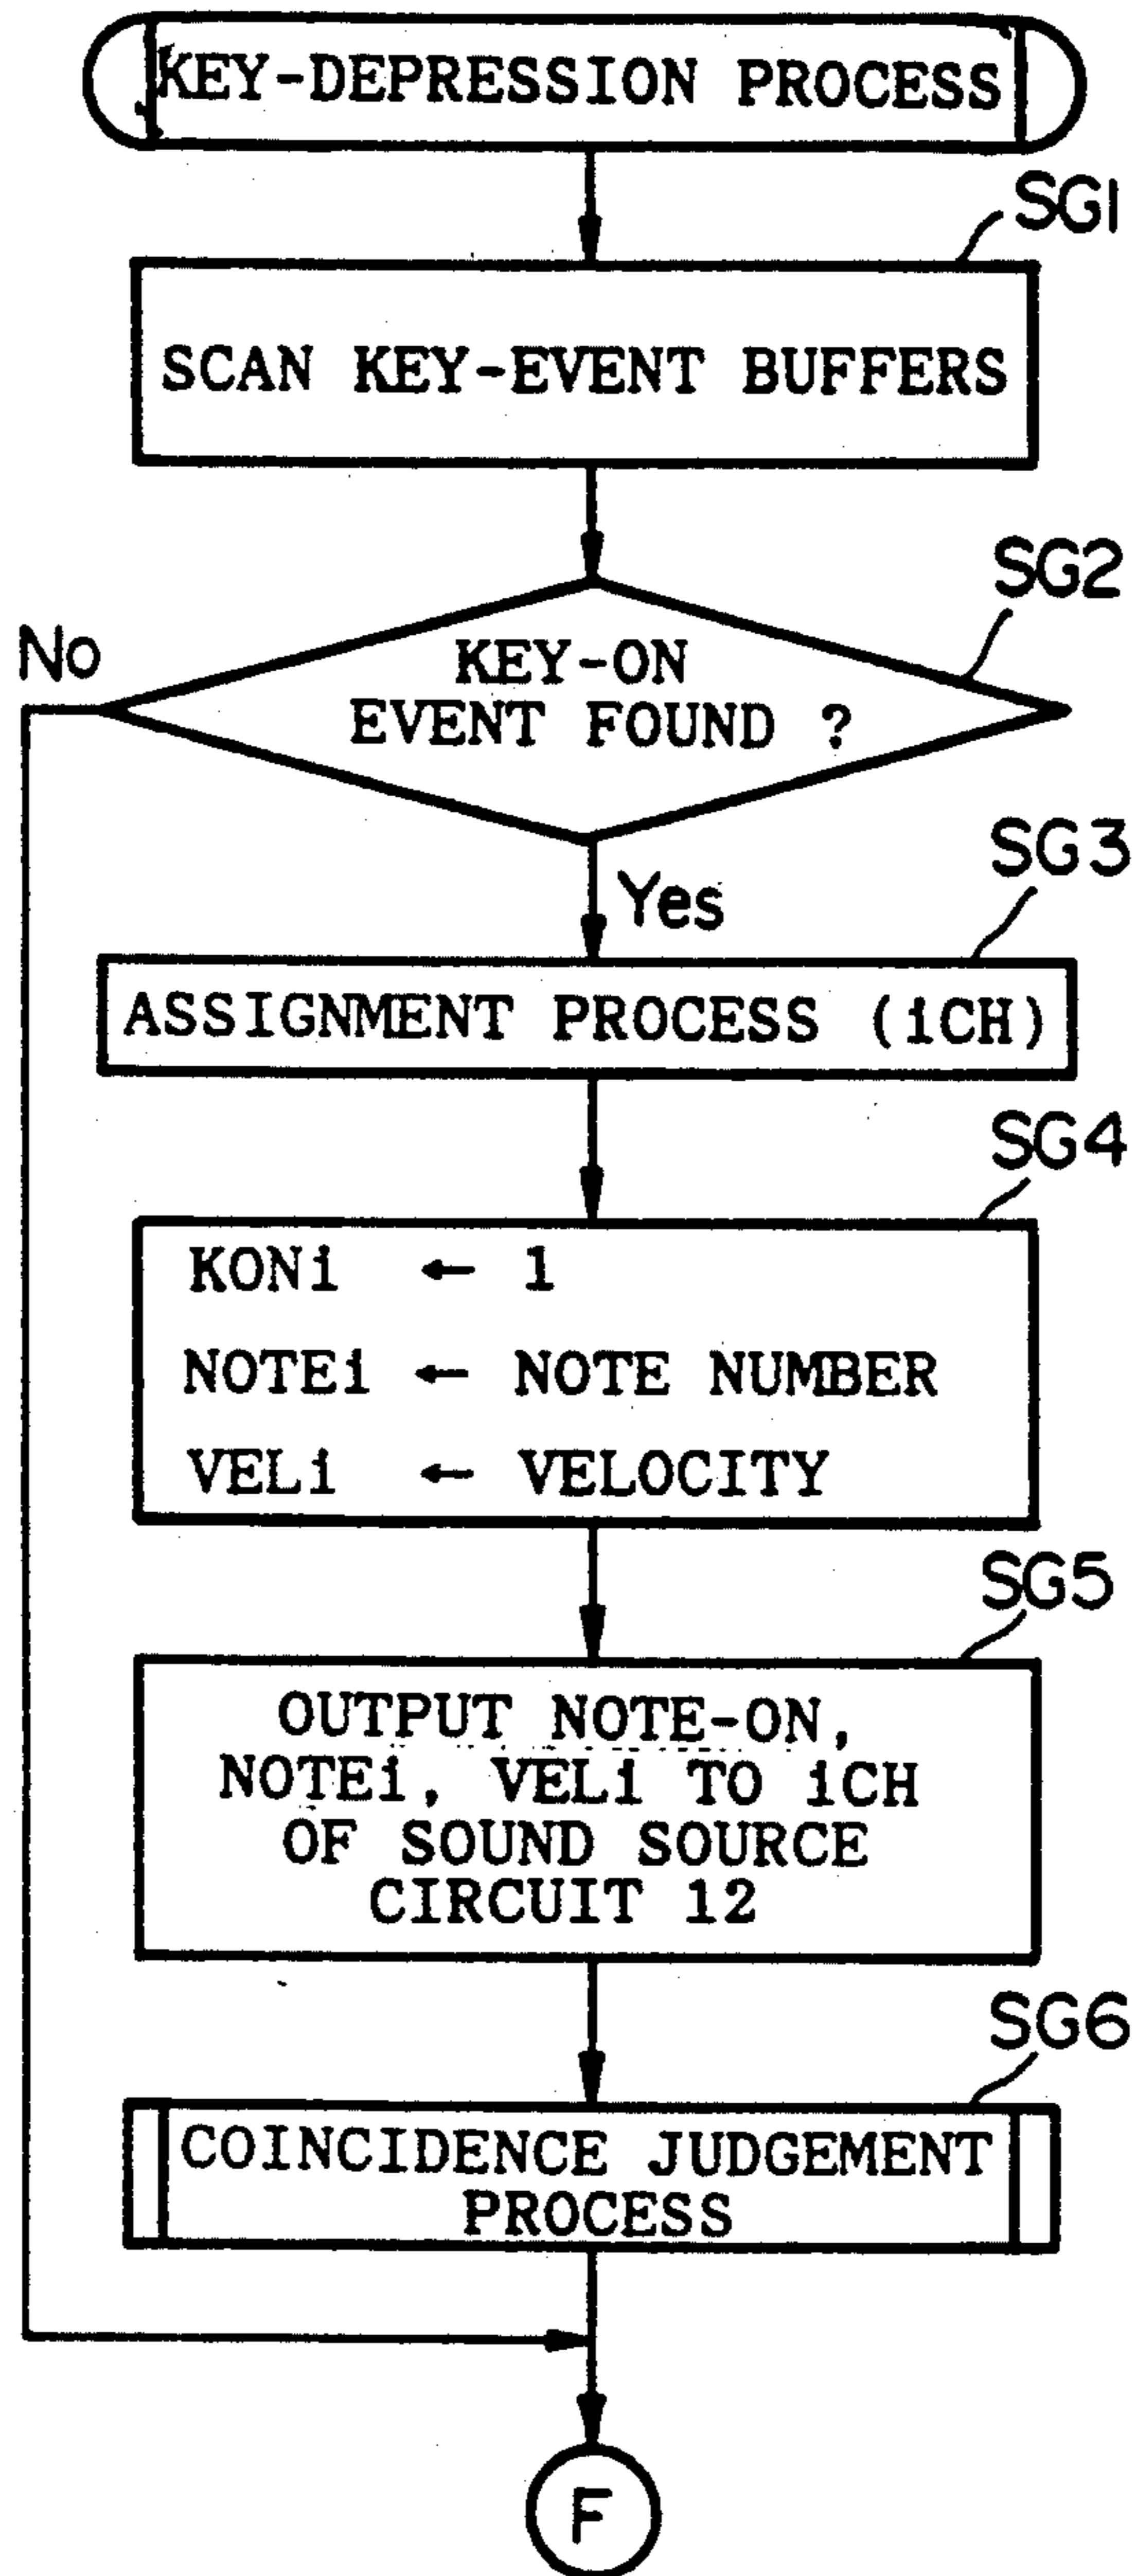 KEY-DEPRESSION PROCESS
SG1
SCAN KEY-EVENT BUFFERS
SG2
No
KEY-ON
EVENT FOUND ?
SG3
Yes
ASSIGNMENT PROCESS (iCH)
SG4
KONi ← 1
NOTEi ← NOTE NUMBER
VELi ← VELOCITY
SG5
OUTPUT NOTE-ON,
NOTEi, VELi TO iCH
OF SOUND SOURCE
CIRCUIT 12
SG6
COINCIDENCE JUDGEMENT
PROCESS
F